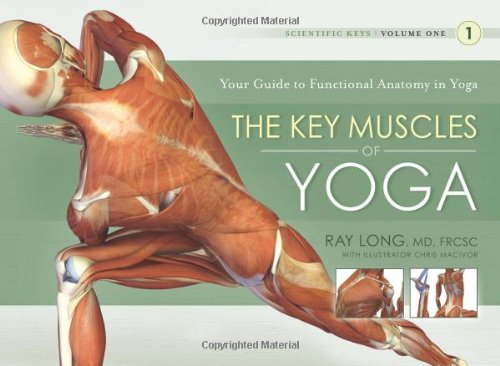 Copyrighted Material
SCIENTIFIC KEYS | VOLUME ONE 1
Your Guide to Functional Anatomy in Yoga
THE KEY MUSCLES
OF
YOGA
RAY LONG, MD, FRCSC
WITH ILLUSTRATOR CHRIS MACIVOR
Copyrighted Material